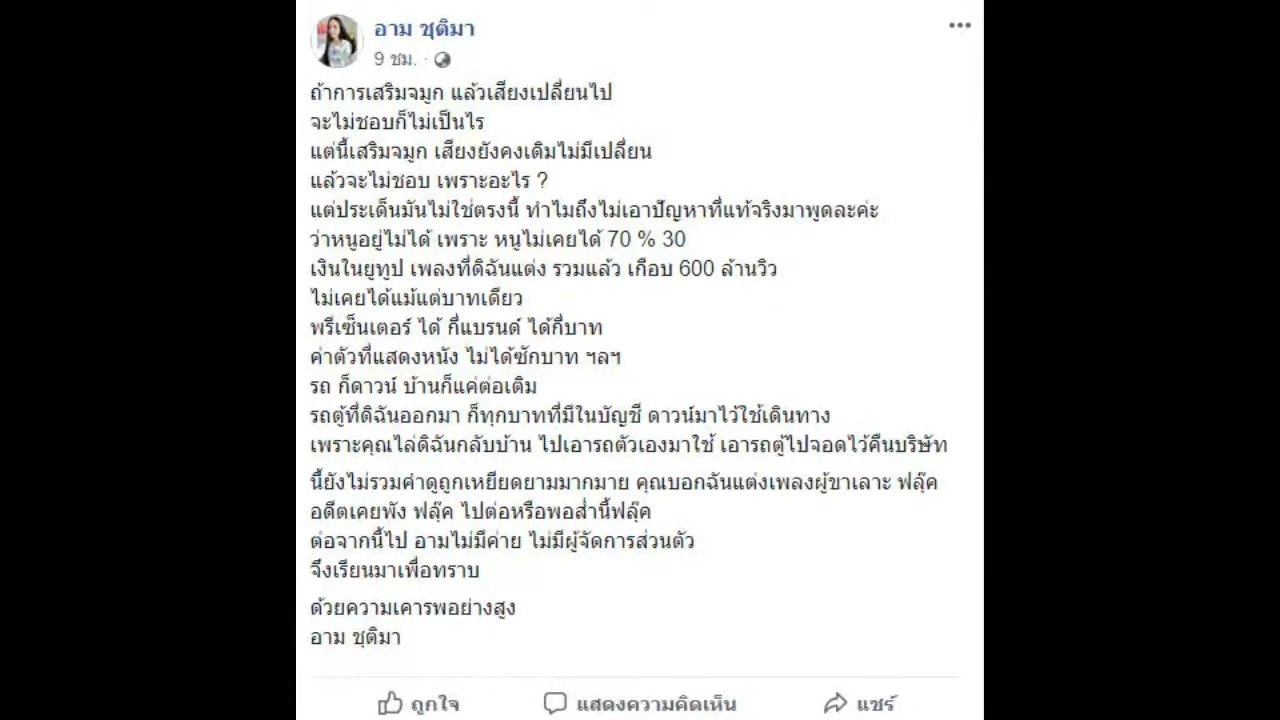 อาม ชุติมา
9 ชม. ·
ถ้าการเสริมจมูก แล้วเสียงเปลี่ยนไป
จะไม่ชอบก็ไม่เป็นไร
แต่นี้เสริมจมูก เสียงยังคงเดิมไม่มีเปลี่ยน
แล้วจะไม่ชอบ เพราะอะไร ?
แต่ประเด็นมันไม่ใช่ตรงนี้ ทำไมถึงไม่เอาปัญหาที่แท้จริงมาพูดละค่ะ
ว่าหนูอยู่ไม่ได้ เพราะ หนูไม่เคยได้ 70 % 30
เงินในยูทูป เพลงที่ดิฉันแต่ง รวมแล้ว เกือบ 600 ล้านวิว
ไม่เคยได้แม้แต่บาทเดียว
พรีเซ็นเตอร์ ได้ กี่แบรนด์ ได้กี่บาท
ค่าตัวที่แสดงหนัง ไม่ได้ซักบาท ฯลฯ
รถ ก็ดาวน์ บ้านก็แค่ต่อเติม
รถตู้ที่ดิฉันออกมา ก็ทุกบาทที่มีในบัญชี ดาวน์มาไว้ใช้เดินทาง
เพราะคุณไล่ดิฉันกลับบ้าน ไปเอารถตัวเองมาใช้ เอารถตู้ไปจอดไว้คืนบริษัท
นี้ยังไม่รวมคำดูถูกเหยียดยามมากมาย คุณบอกฉันแต่งเพลงผู้ขาเลาะ ฟลุ๊ค
อดีตเคยพัง ฟลุ๊ค ไปต่อหรือพอส่ำนี้ฟลุ๊ค
ต่อจากนี้ไป อามไม่มีค่าย ไม่มีผู้จัดการส่วนตัว
จึงเรียนมาเพื่อทราบ
ด้วยความเคารพอย่างสูง
อาม ชุติมา
ถูกใจ แสดงความคิดเห็น แชร์